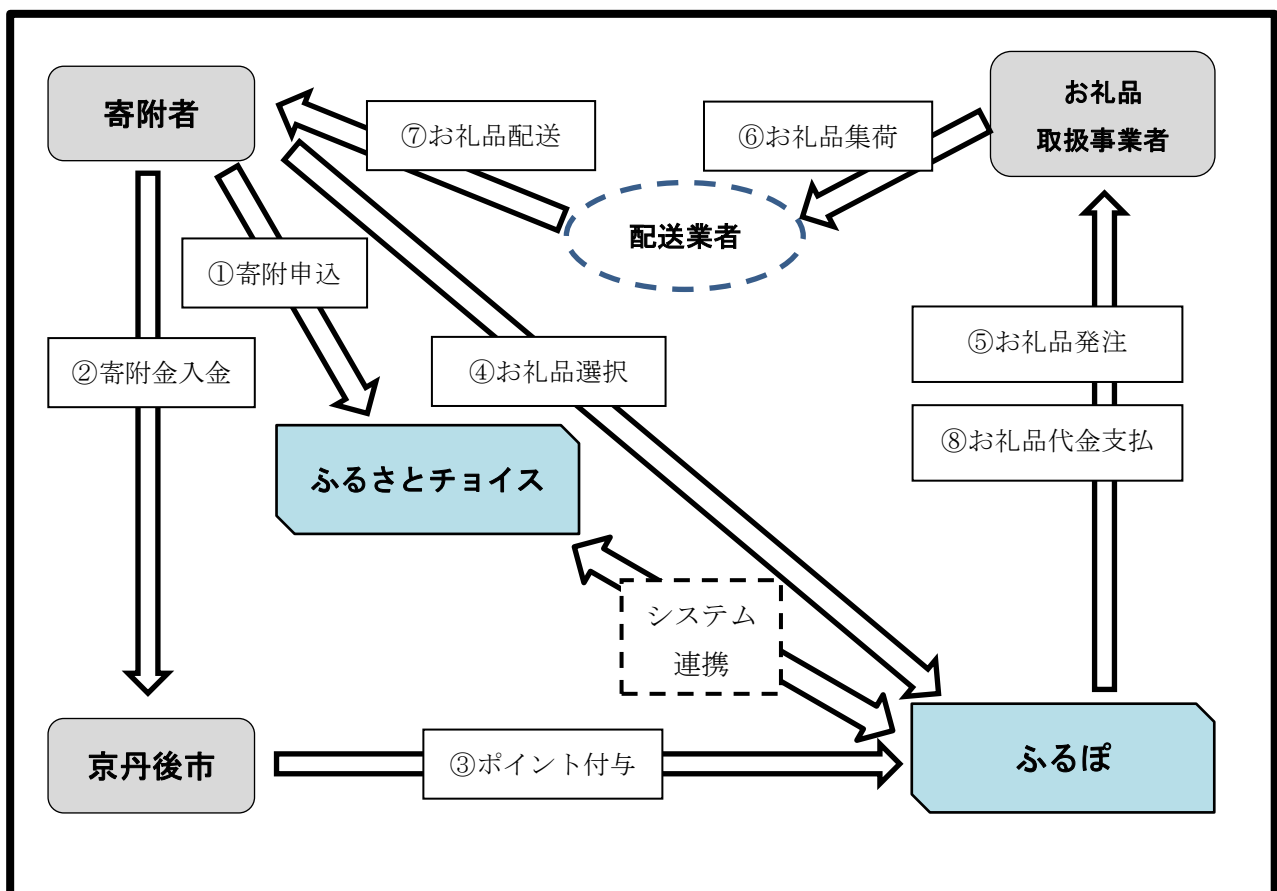 寄附者
お礼品
取扱事業者
⑦お礼品配送
⑥お礼品集荷
配送業者
①寄附申込
②寄附金入金
④お礼品選択
⑤お礼品発注
⑧お礼品代金支払
ふるさとチョイス
システム
連携
京丹後市
③ポイント付与
ふるぽ